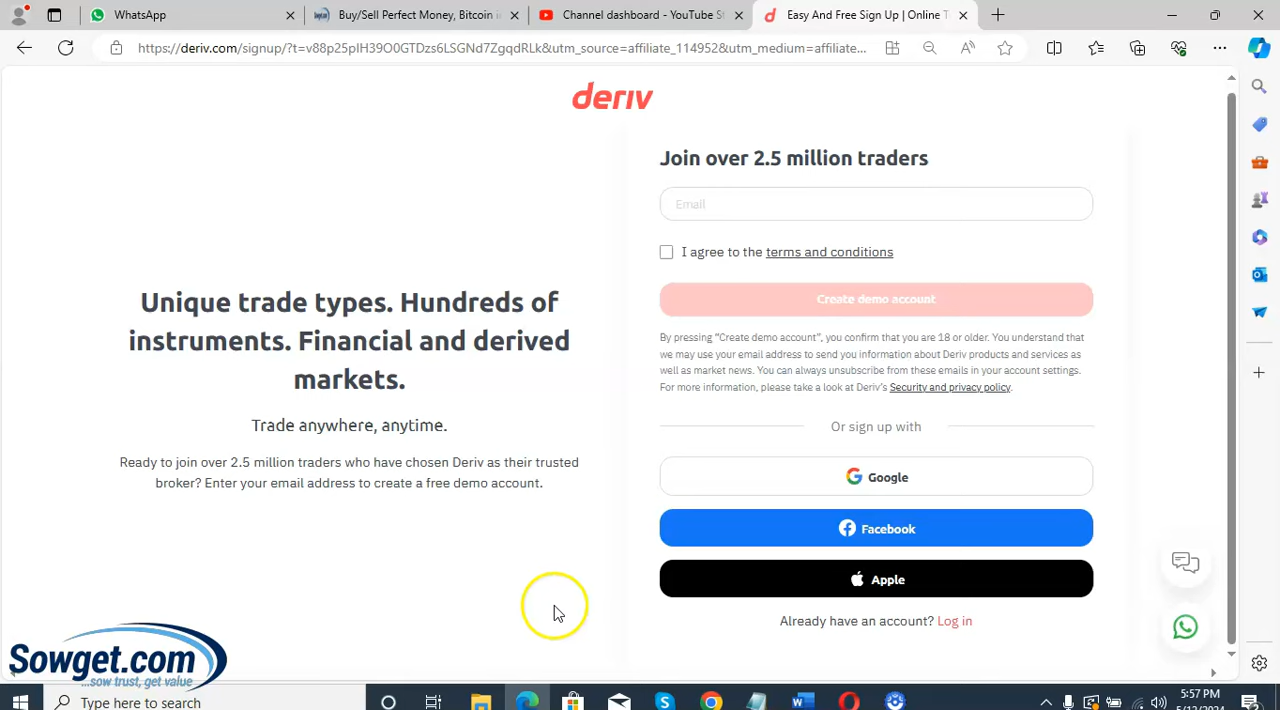 WhatsApp
Buy/Sell Perfect Money, Bitcoin i
Channel dashboard - YouTube St
Easy And Free Sign Up | Online T
https://deriv.com/signup/?t=v88p25pIH39O0GTDzs6LSGNd7ZgqdRLk&utm_source=affiliate_114952&utm_medium=affiliate...
deriv
Join over 2.5 million traders
Email
I agree to the terms and conditions
Create demo account
By pressing “Create demo account”, you confirm that you are 18 or older. You understand that
we may use your email address to send you information about Deriv products and services as
well as market news. You can always unsubscribe from these emails in your account settings.
For more information, please take a look at Deriv’s Security and privacy policy.
Or sign up with
Google
Facebook
Apple
Already have an account? Log in
Unique trade types. Hundreds of
instruments. Financial and derived
markets.
Trade anywhere, anytime.
Ready to join over 2.5 million traders who have chosen Deriv as their trusted
broker? Enter your email address to create a free demo account.
Sowget.com
...sow trust, get value
Type here to search
5:57 PM
5/12/2024